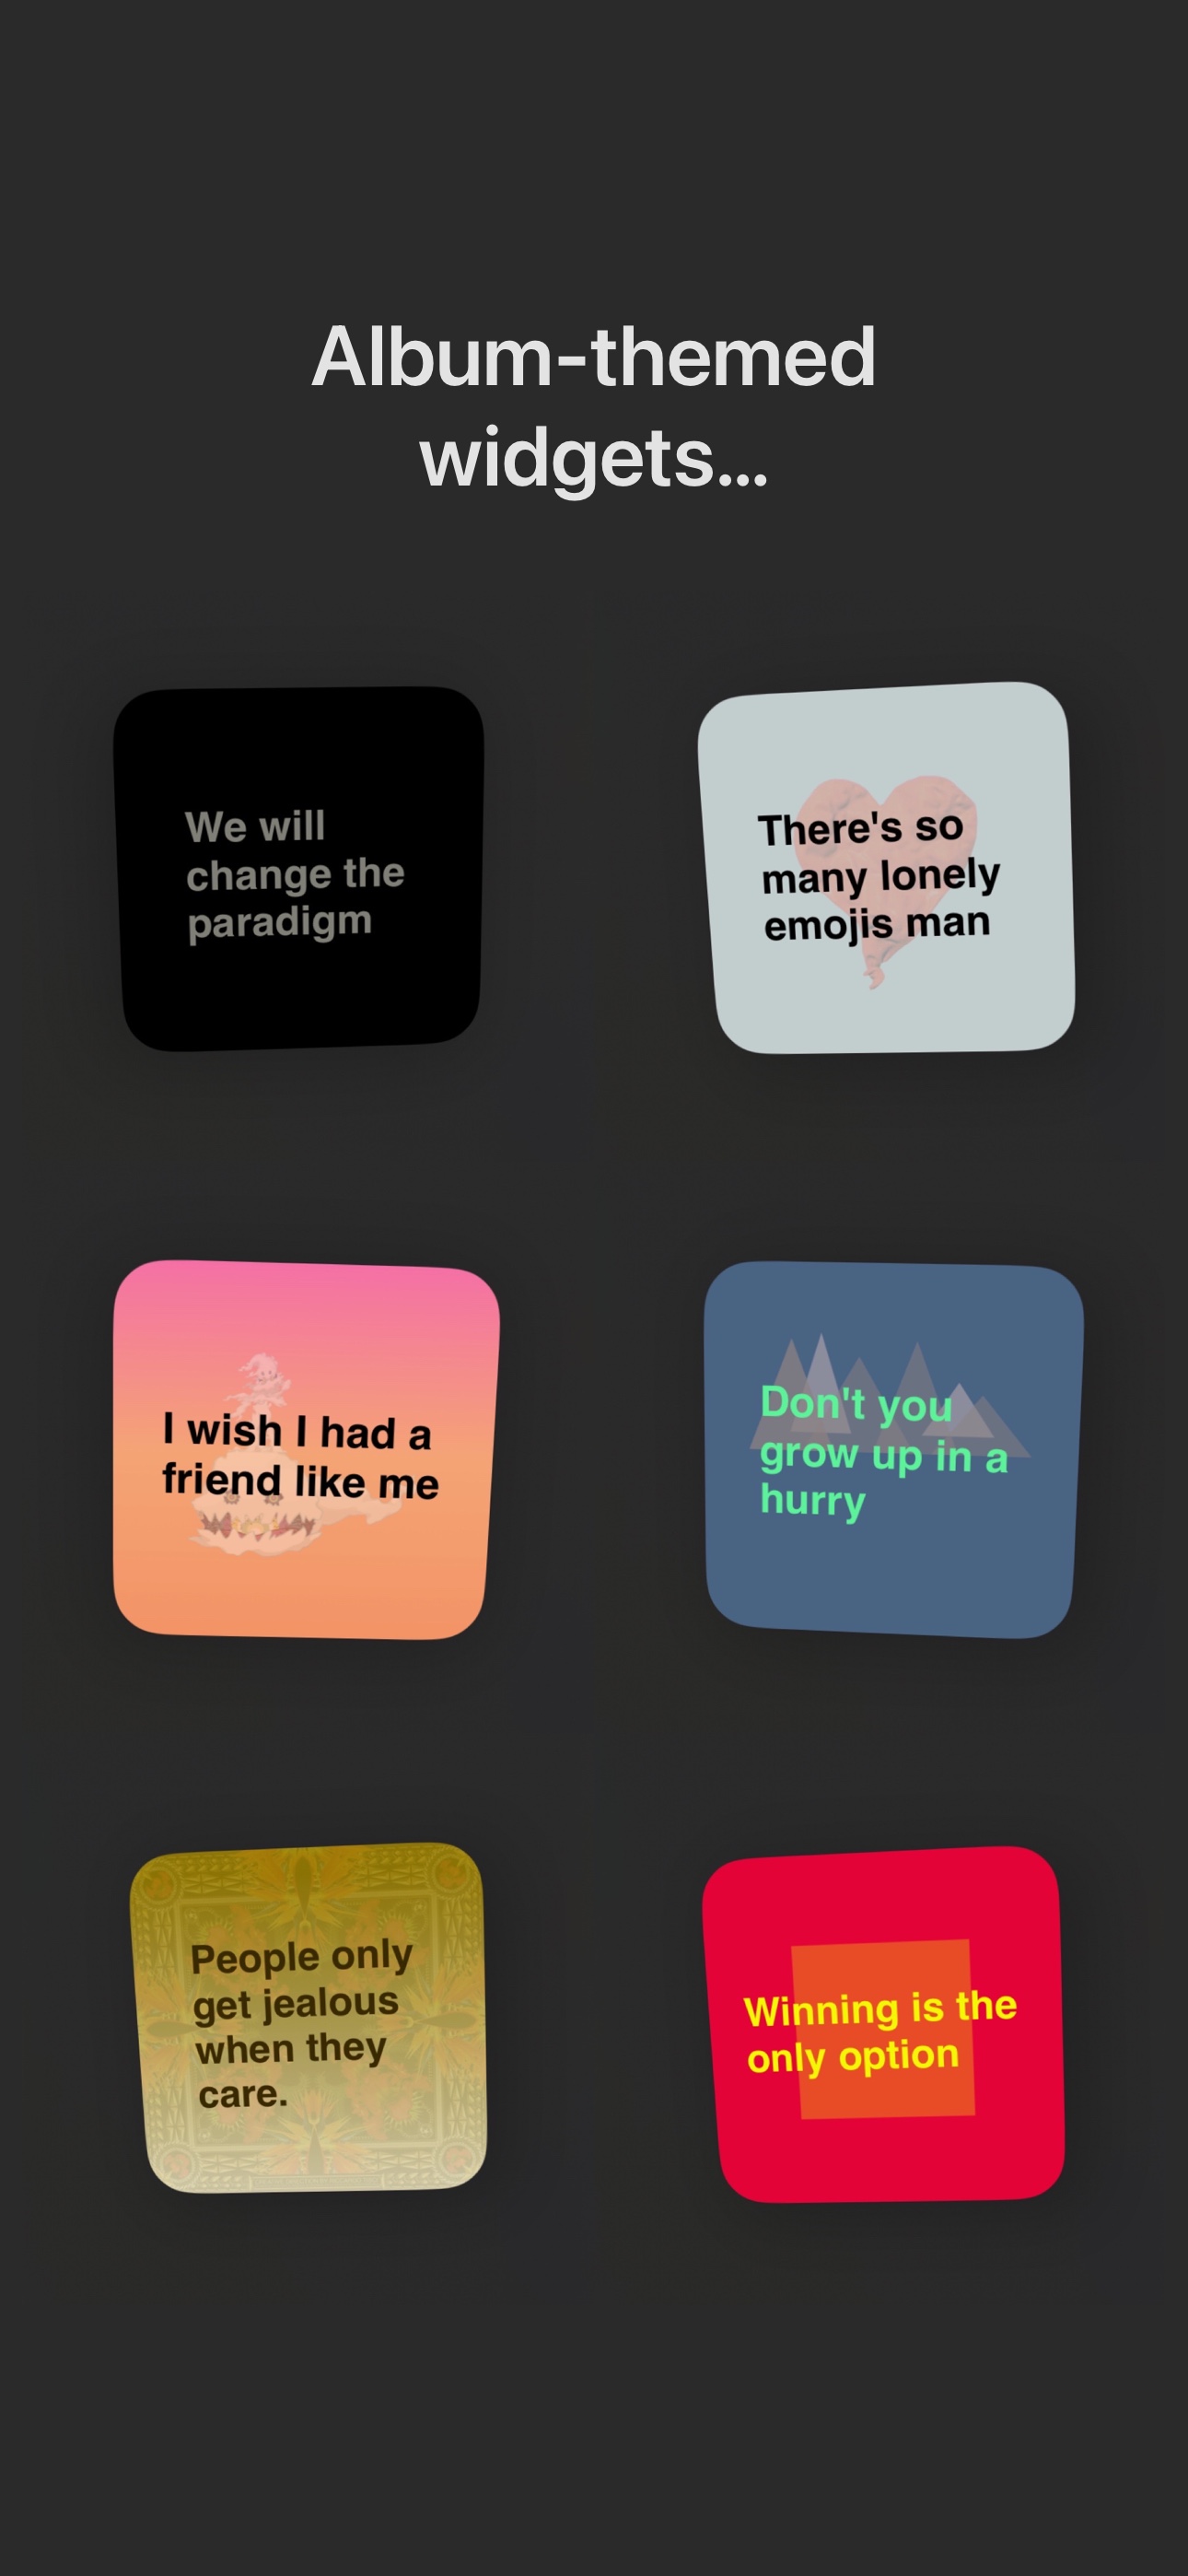 Album-themed
widgets...
We will
change the
paradigm
There's so
many lonely
emojis man
I wish I had a
friend like me
Don't you
grow up in a
hurry
People only
get jealous
when they
care.
Winning is the
only option